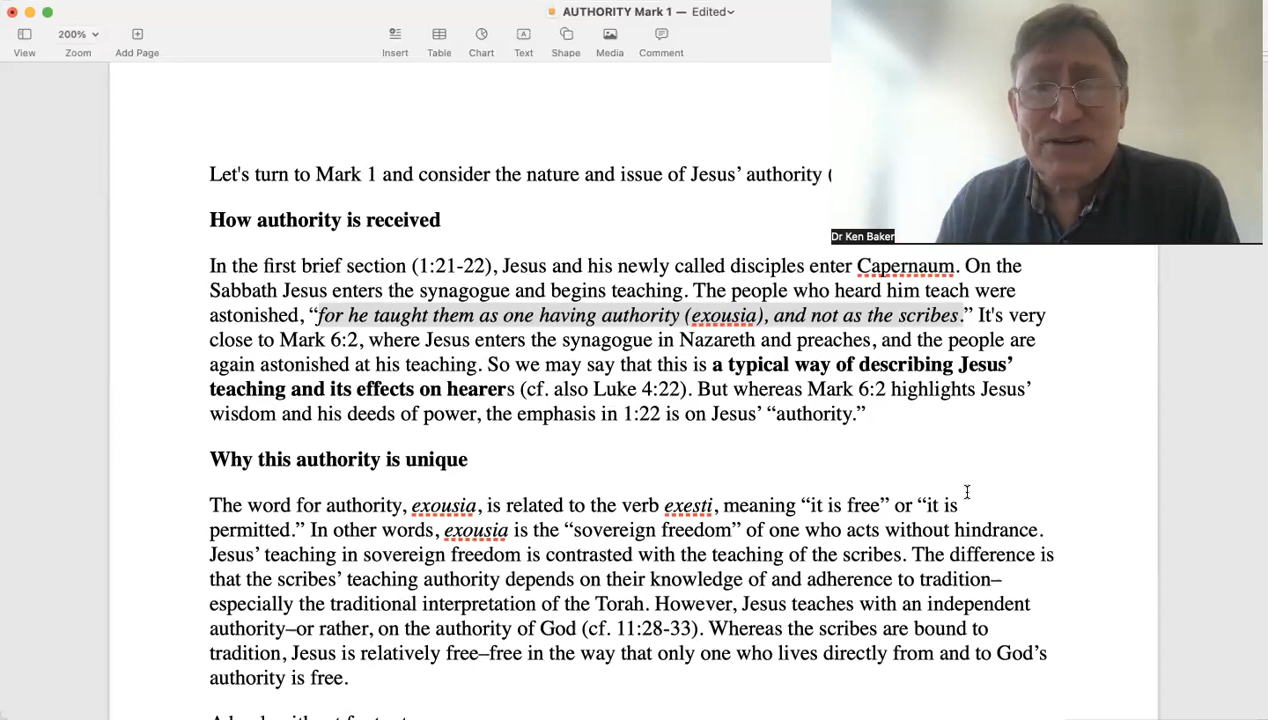 AUTHORITY Mark 1 — Edited
200%
View
Zoom
Add Page
Insert
Table
Chart
Text
Shape
Media
Comment
Dr Ken Baker
Let's turn to Mark 1 and consider the nature and issue of Jesus’ authority (
How authority is received
In the first brief section (1:21-22), Jesus and his newly called disciples enter Capernaum. On the
Sabbath Jesus enters the synagogue and begins teaching. The people who heard him teach were
astonished, “for he taught them as one having authority (exousia), and not as the scribes.” It's very
close to Mark 6:2, where Jesus enters the synagogue in Nazareth and preaches, and the people are
again astonished at his teaching. So we may say that this is a typical way of describing Jesus’
teaching and its effects on hearers (cf. also Luke 4:22). But whereas Mark 6:2 highlights Jesus’
wisdom and his deeds of power, the emphasis in 1:22 is on Jesus’ “authority.”
Why this authority is unique
The word for authority, exousia, is related to the verb exesti, meaning “it is free” or “it is
permitted.” In other words, exousia is the “sovereign freedom” of one who acts without hindrance.
Jesus’ teaching in sovereign freedom is contrasted with the teaching of the scribes. The difference is
that the scribes’ teaching authority depends on their knowledge of and adherence to tradition–
especially the traditional interpretation of the Torah. However, Jesus teaches with an independent
authority–or rather, on the authority of God (cf. 11:28-33). Whereas the scribes are bound to
tradition, Jesus is relatively free–free in the way that only one who lives directly from and to God’s
authority is free.